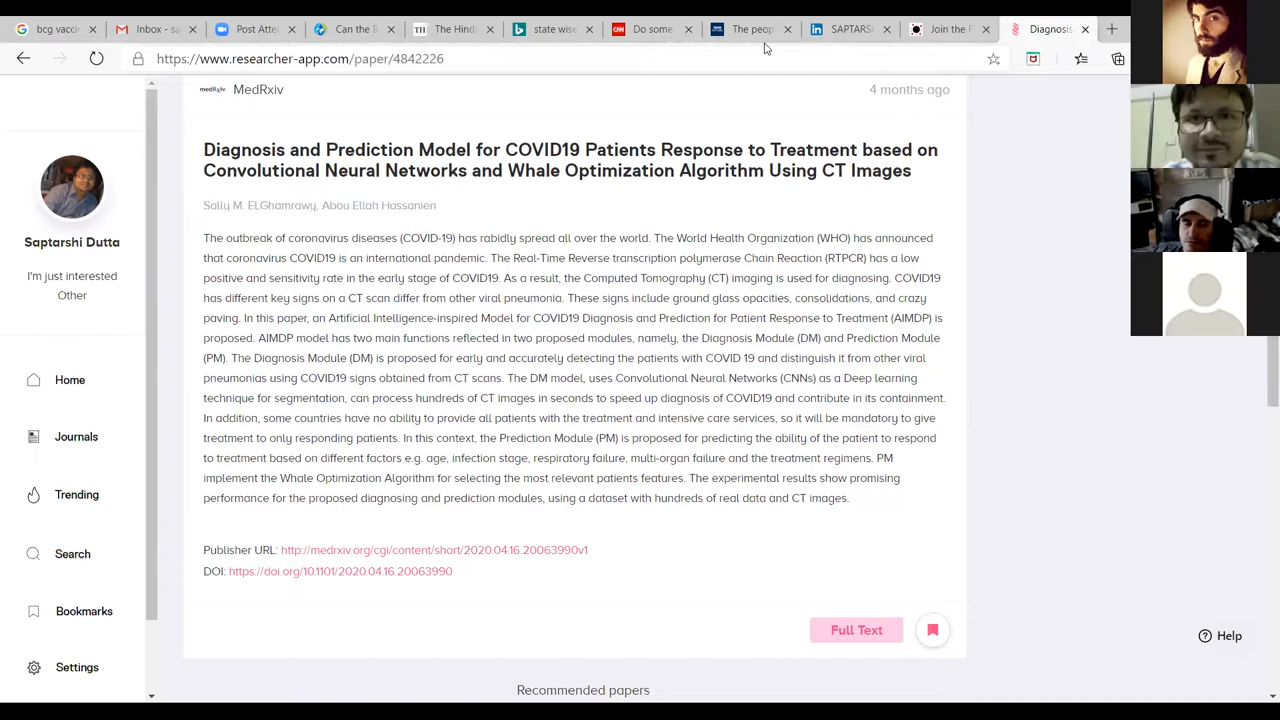 bcg vacci
Inbox - sa
Post Atte
Can the B
The Hind
state wise
Do some
The peop
SAPTARS
Join the F
Diagnosis
https://www.researcher-app.com/paper/4842226
medRxiv MedRxiv
4 months ago
Diagnosis and Prediction Model for COVID19 Patients Response to Treatment based on
Convolutional Neural Networks and Whale Optimization Algorithm Using CT Images
Sally M. ELGhamrawy, Abou Ellah Hassanien
The outbreak of coronavirus diseases (COVID-19) has rabidly spread all over the world. The World Health Organization (WHO) has announced
that coronavirus COVID19 is an international pandemic. The Real-Time Reverse transcription polymerase Chain Reaction (RTPCR) has a low
positive and sensitivity rate in the early stage of COVID19. As a result, the Computed Tomography (CT) imaging is used for diagnosing. COVID19
has different key signs on a CT scan differ from other viral pneumonia. These signs include ground glass opacities, consolidations, and crazy
paving. In this paper, an Artificial Intelligence-inspired Model for COVID19 Diagnosis and Prediction for Patient Response to Treatment (AIMDP) is
proposed. AIMDP model has two main functions reflected in two proposed modules, namely, the Diagnosis Module (DM) and Prediction Module
(PM). The Diagnosis Module (DM) is proposed for early and accurately detecting the patients with COVID 19 and distinguish it from other viral
pneumonias using COVID19 signs obtained from CT scans. The DM model, uses Convolutional Neural Networks (CNNs) as a Deep learning
technique for segmentation, can process hundreds of CT images in seconds to speed up diagnosis of COVID19 and contribute in its containment.
In addition, some countries have no ability to provide all patients with the treatment and intensive care services, so it will be mandatory to give
treatment to only responding patients. In this context, the Prediction Module (PM) is proposed for predicting the ability of the patient to respond
to treatment based on different factors e.g. age, infection stage, respiratory failure, multi-organ failure and the treatment regimens. PM
implement the Whale Optimization Algorithm for selecting the most relevant patients features. The experimental results show promising
performance for the proposed diagnosing and prediction modules, using a dataset with hundreds of real data and CT images.
Publisher URL: http://medrxiv.org/cgi/content/short/2020.04.16.20063990v1
DOI: https://doi.org/10.1101/2020.04.16.20063990
Full Text
Recommended papers
Saptarshi Dutta
I'm just interested
Other
Home
Journals
Trending
Search
Bookmarks
Settings
Help